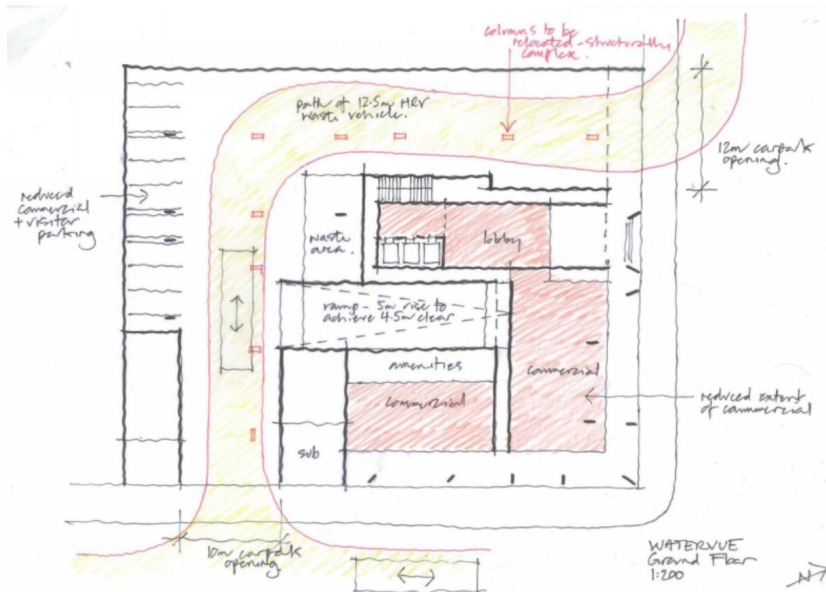 columns to be
relocated - structurally
complex.
path of 12.5m HRV
waste vehicle.
12m carpark
opening.
reduced
commercial
+ visitor
parking
waste
area.
lobby
ramp - 5m rise to
achieve 4.5m clear
amenities
commercial
commercial
reduced extent
of commercial
sub
10m carpark
opening
WATERVUE
Ground Floor
1:200
N